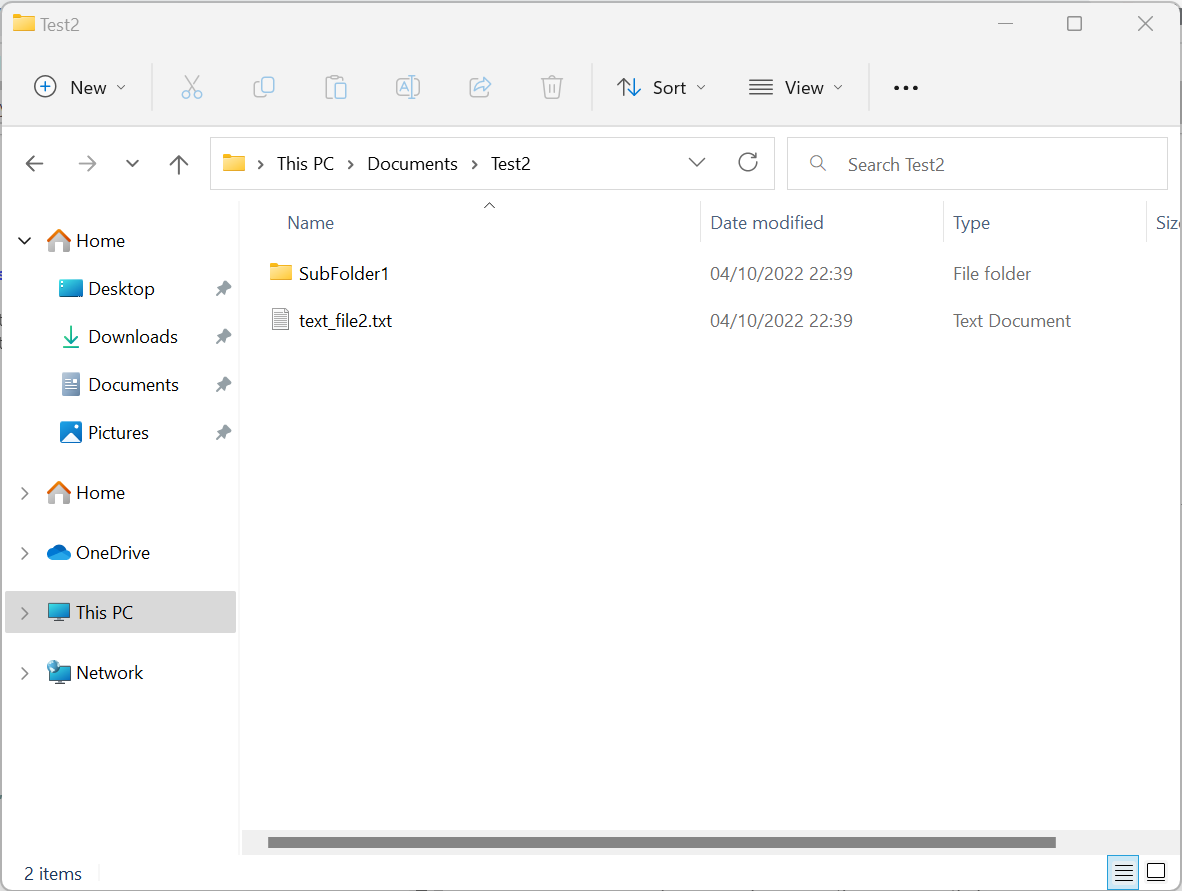 Test2
New Sort View
This PC Documents Test2 Search Test2
Name Date modified Type
SubFolder1 04/10/2022 22:39 File folder
text_file2.txt 04/10/2022 22:39 Text Document
Home
Desktop
Downloads
Documents
Pictures
Home
OneDrive
This PC
Network
2 items